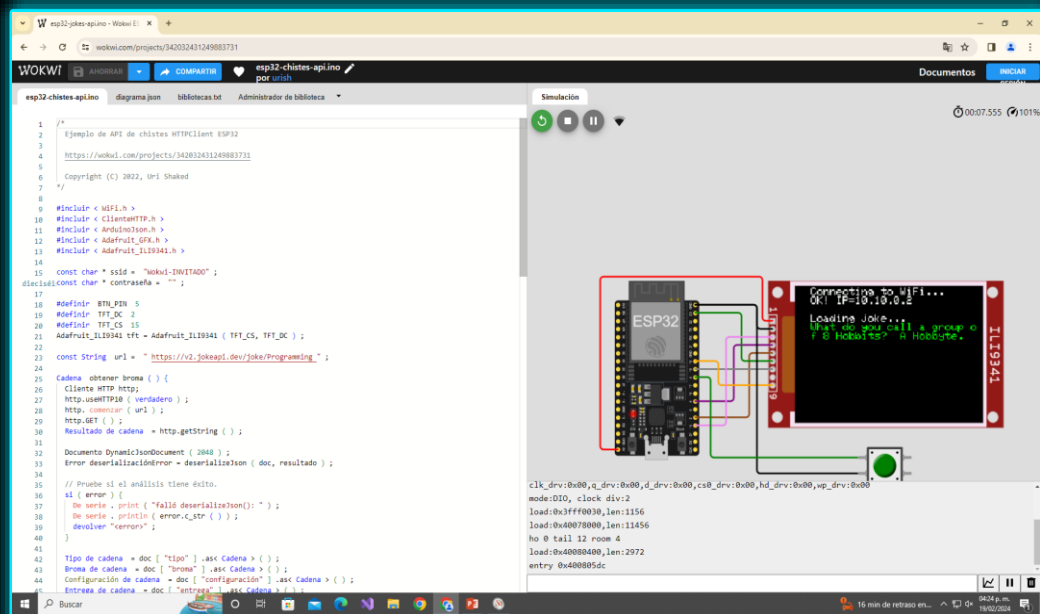 esp32-jokes-api.ino - Wokwi ES
wokwi.com/projects/342032431249883731
WOKWI
AHORRAR
COMPARTIR
esp32-chistes-api.ino
por urish
Documentos
INICIAR
esp32-chistes-api.ino
diagrama.json
bibliotecas.txt
Administrador de biblioteca
1 /*
2 Ejemplo de API de chistes HTTPClient ESP32
3
4 https://wokwi.com/projects/342032431249883731
5
6 Copyright (C) 2022, Uri Shaked
7 */
8
9 #incluir < WiFi.h >
10 #incluir < ClienteHTTP.h >
11 #incluir < ArduinoJson.h >
12 #incluir < Adafruit_GFX.h >
13 #incluir < Adafruit_ILI9341.h >
14
15 const char * ssid = "Wokwi-INVITADO" ;
dieciséis const char * contraseña = "" ;
17
18 #definir BTN_PIN 5
19 #definir TFT_DC 2
20 #definir TFT_CS 15
21 Adafruit_ILI9341 tft = Adafruit_ILI9341 ( TFT_CS, TFT_DC ) ;
22
23 const String url = " https://v2.jokeapi.dev/joke/Programming " ;
24
25 Cadena obtener broma ( ) {
26 Cliente HTTP http;
27 http.useHTTP10 ( verdadero ) ;
28 http. comenzar ( url ) ;
29 http.GET ( ) ;
30 Resultado de cadena = http.getString ( ) ;
31
32 Documento DynamicJsonDocument ( 2048 ) ;
33 Error deserializaciónError = deserializeJson ( doc, resultado ) ;
34
35 // Pruebe si el análisis tiene éxito.
36 si ( error ) {
37 De serie . print ( "falló deserializeJson(): " ) ;
38 De serie . println ( error.c_str ( ) ) ;
39 devolver "<error>" ;
40 }
41
42 Tipo de cadena = doc [ "tipo" ] .as< Cadena > ( ) ;
43 Broma de cadena = doc [ "broma" ] .as< Cadena > ( ) ;
44 Configuración de cadena = doc [ "configuración" ] .as< Cadena > ( ) ;
45 Entrega de cadena = doc [ "entrega" ] .as< Cadena > ( ) ;
Simulación
00:07.555 101%
ESP32
Connecting to WiFi...
OK! IP=10.10.0.2
Loading Joke...
What do you call a group o
f 8 Hobbits? A Hobbyte.
1
9
ILI9341
clk_drv:0x00,q_drv:0x00,d_drv:0x00,cs0_drv:0x00,hd_drv:0x00,wp_drv:0x00
mode:DIO, clock div:2
load:0x3fff0030,len:1156
load:0x40078000,len:11456
ho 0 tail 12 room 4
load:0x40080400,len:2972
entry 0x400805dc
Buscar
16 min de retraso en...
04:24 p. m.
19/02/2024